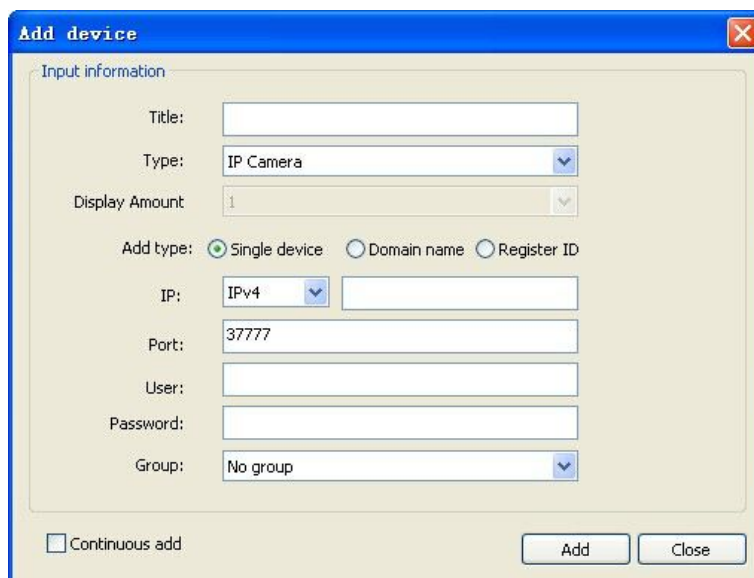 Add device
Input information
Title:
Type: IP Camera
Display Amount 1
Add type: Single device Domain name Register ID
IP: IPv4
Port: 37777
User:
Password:
Group: No group
Continuous add Add Close